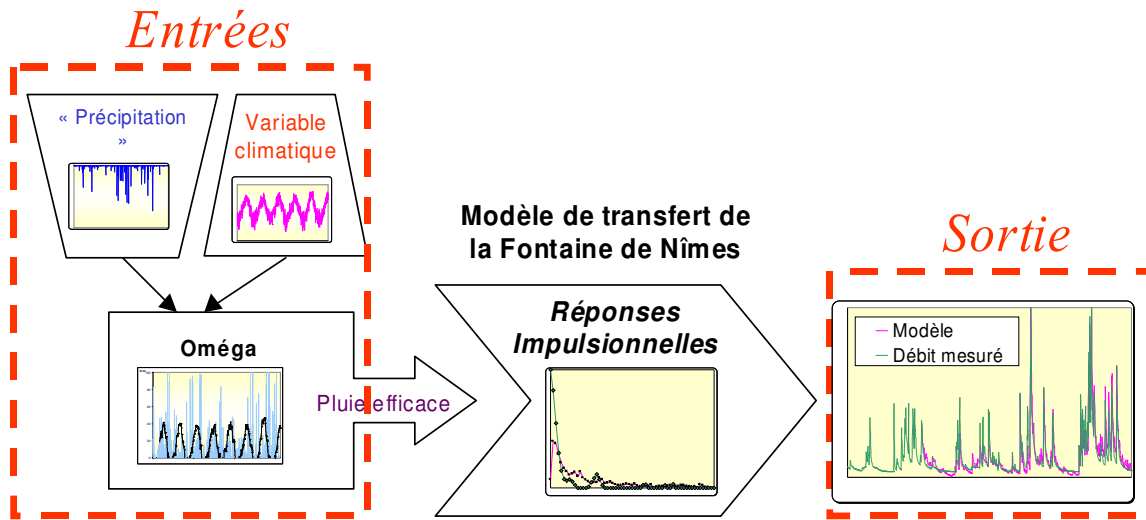 Entrées
« Précipitation
»
Variable
climatique
Oméga
Pluie efficace
Modèle de transfert de
la Fontaine de Nîmes
Réponses
Impulsionnelles
Sortie
Modèle
Débit mesuré